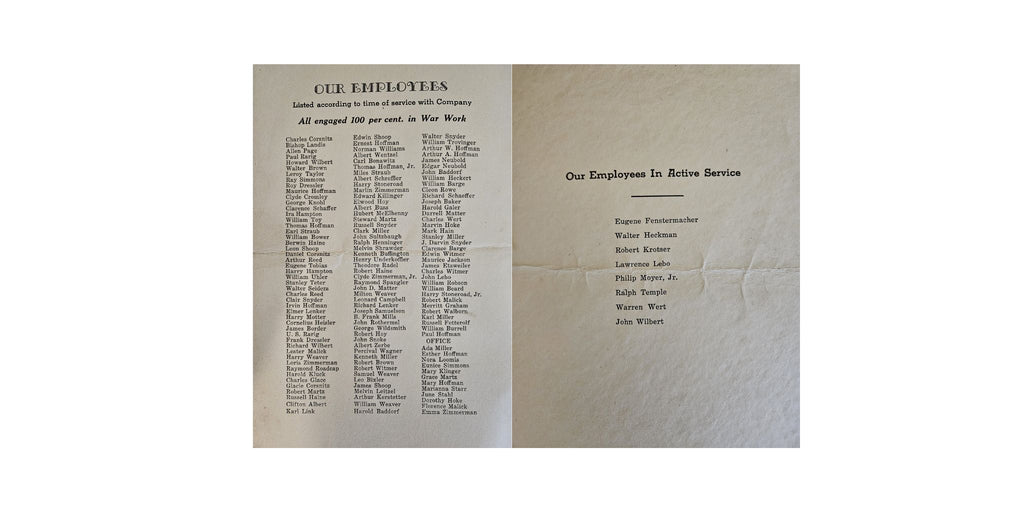 OUR EMPLOYEES
Listed according to time of service with Company
All engaged 100 per cent. in War Work
Charles Corsnitz
Bishop Landis
Allen Page
Paul Rarig
Howard Wilbert
Walter Brown
Leroy Taylor
Ray Simmons
Roy Dressler
Maurice Hoffman
Clyde Cromley
George Knohl
Clarence Schaffer
Ira Hampton
William Toy
Thomas Hoffman
Earl Straub
William Bower
Berwin Haine
Leon Shoop
Daniel Corsnitz
Arthur Reed
Eugene Tobias
Harry Hampton
William Uhler
Stanley Teter
Walter Seiders
Charles Reed
Clair Snyder
Irvin Hoffman
Elmer Lenker
Harry Motter
Cornelius Heisler
James Border
U. S. Rarig
Frank Dressler
Richard Wilbert
Lester Malick
Harry Weaver
Loris Zimmerman
Raymond Roadcap
Harold Kluck
Charles Glace
Glacie Corsnitz
Robert Martz
Russell Haine
Clifton Albert
Karl Link
Edwin Shoop
Ernest Hoffman
Norman Williams
Albert Wentzel
Carl Bonawitz
Thomas Hoffman, Jr.
Miles Straub
Albert Scheffler
Harry Stoneroad
Marlin Zimmerman
Edward Killinger
Elwood Hoy
Albert Buss
Hubert McElhenny
Steward Martz
Russell Snyder
Clark Miller
John Sultzbaugh
Ralph Henninger
Melvin Shrawder
Kenneth Buffington
Henry Underkoffler
Theodore Radel
Robert Haine
Clyde Zimmerman, Jr.
Raymond Spangler
John D. Matter
Milton Weaver
Leonard Campbell
Richard Lenker
Joseph Samuelson
B. Frank Mills
John Rothermel
George Wildsmith
Robert Hoy
John Snoke
Albert Zerbe
Percival Wagner
Kenneth Miller
Robert Brown
Robert Witmer
Samuel Weaver
Leo Bixler
James Shoop
Melvin Leitzel
Arthur Kerstetter
William Weaver
Harold Baddorf
Walter Snyder
William Trovinger
Arthur W. Hoffman
Arthur A. Hoffman
James Neubold
Edgar Neubold
John Baddorf
William Heckert
William Barge
Cleon Rowe
Richard Schaeffer
Joseph Baker
Harold Galer
Darrell Matter
Charles Wert
Marvin Hoke
Mark Hain
Stanley Miller
J. Darvin Snyder
Clarence Barge
Edwin Witmer
Maurice Jackson
James Etzweiler
Charles Witmer
John Lebo
William Robson
William Beard
Harry Stoneroad, Jr.
Robert Malick
Merritt Graham
Robert Walborn
Karl Miller
Russell Fetterolf
William Burrell
Paul Hoffman
OFFICE
Ada Miller
Esther Hoffman
Nora Loomis
Eunice Simmons
Mary Klinger
Grace Martz
Mary Hoffman
Marianna Starr
June Stahl
Dorothy Hoke
Florence Malick
Emma Zimmerman
Our Employees In Active Service
Eugene Fenstermacher
Walter Heckman
Robert Krotser
Lawrence Lebo
Philip Moyer, Jr.
Ralph Temple
Warren Wert
John Wilbert